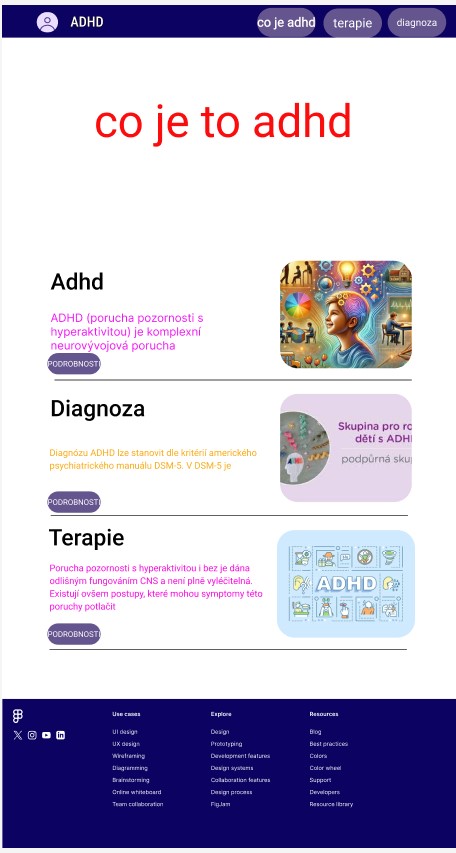 ADHD
co je adhd
terapie
diagnoza
co je to adhd
Adhd
ADHD (porucha pozornosti s
hyperaktivitou) je komplexní
neurovývojová porucha
PODROBNOSTI
Diagnoza
Diagnózu ADHD lze stanovit dle kritérií amerického
psychiatrického manuálu DSM-5. V DSM-5 je
Skupina pro ro
dětí s ADH
podpůrná skup
PODROBNOSTI
Terapie
Porucha pozornosti s hyperaktivitou i bez je dána
odlišným fungováním CNS a není plně vyléčitelná.
Existují ovšem postupy, které mohou symptomy této
poruchy potlačit
ADHD
PODROBNOSTI
Use cases
UI design
UX design
Wireframing
Diagramming
Brainstorming
Online whiteboard
Team collaboration
Explore
Design
Prototyping
Development features
Design systems
Collaboration features
Design process
FigJam
Resources
Blog
Best practices
Colors
Color wheel
Support
Developers
Resource library